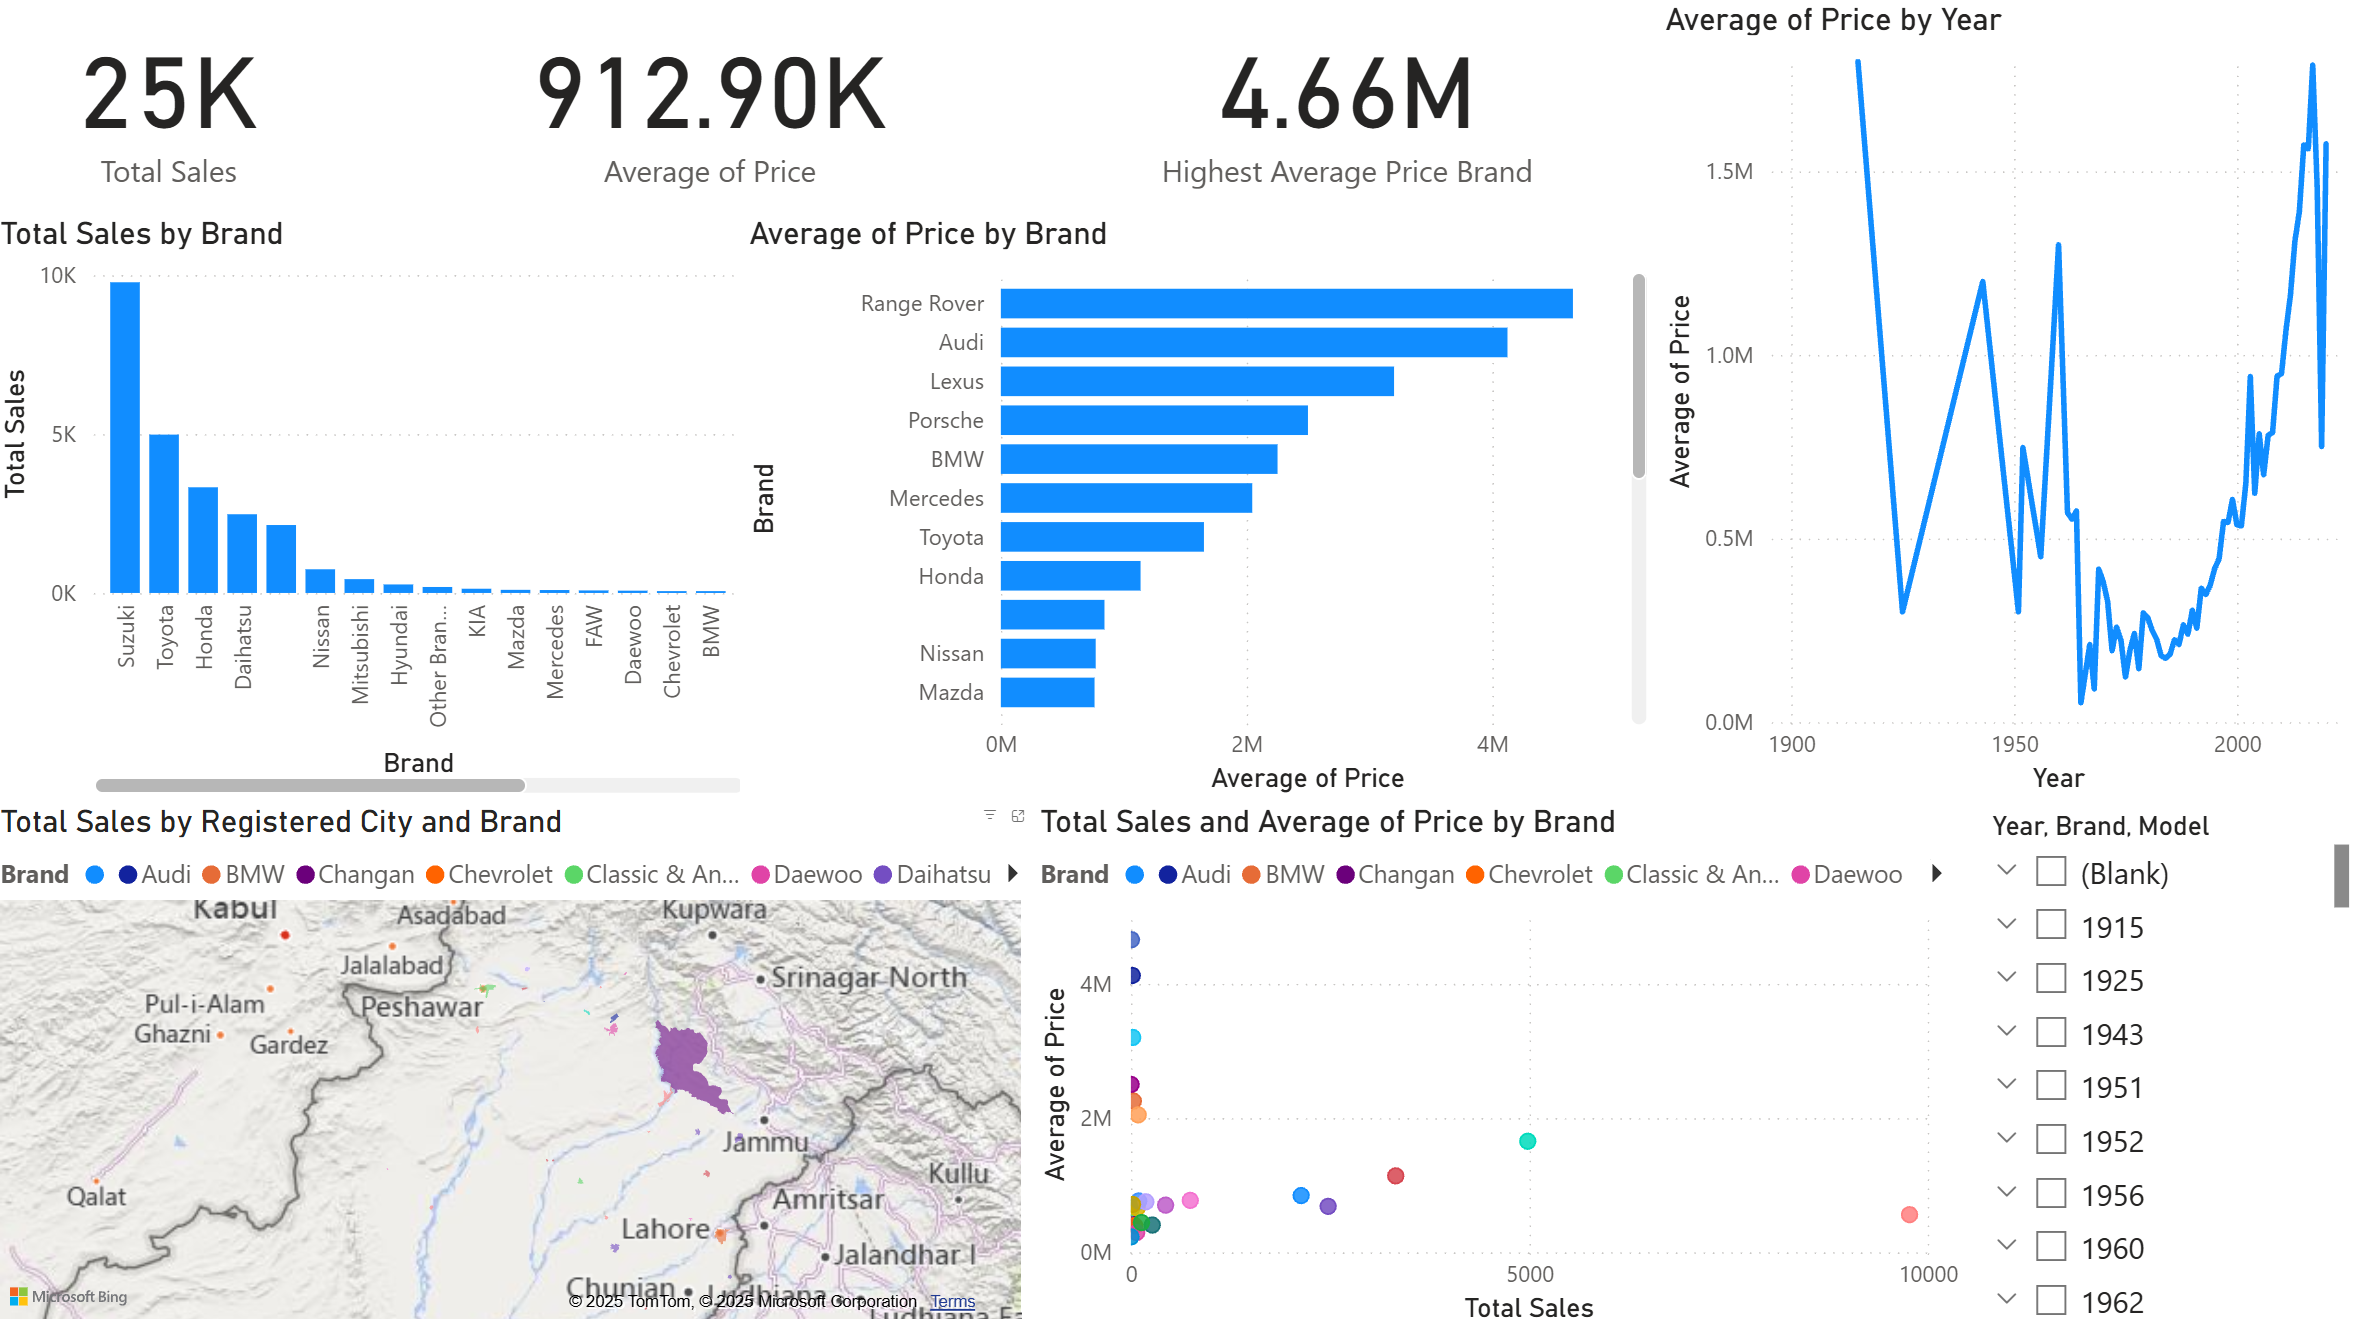 25K
Total Sales
912.90K
Average of Price
4.66M
Highest Average Price Brand
Average of Price by Year
Average of Price
1.5M
1.0M
0.5M
0.0M
1900
1950
2000
Year
Total Sales by Brand
Total Sales
10K
5K
0K
Suzuki
Toyota
Honda
Daihatsu
Nissan
Mitsubishi
Hyundai
Other Bran...
KIA
Mazda
Mercedes
FAW
Daewoo
Chevrolet
BMW
Brand
Average of Price by Brand
Brand
Range Rover
Audi
Lexus
Porsche
BMW
Mercedes
Toyota
Honda
Nissan
Mazda
0M
2M
4M
Average of Price
Total Sales by Registered City and Brand
Brand Audi BMW Changan Chevrolet Classic & An... Daewoo Daihatsu
Kabul
Asadabad
Kupwara
Jalalabad
Srinagar North
Pul-i-Alam
Peshawar
Ghazni
Gardez
Jammu
Kullu
Qalat
Amritsar
Lahore
Jalandhar I
Chunian
Ludhiana
Ludhiana Ea
Microsoft Bing
© 2025 TomTom, © 2025 Microsoft Corporation Terms
Total Sales and Average of Price by Brand
Brand Audi BMW Changan Chevrolet Classic & An... Daewoo
Average of Price
4M
2M
0M
0
5000
10000
Total Sales
Year, Brand, Model
(Blank)
1915
1925
1943
1951
1952
1956
1960
1962